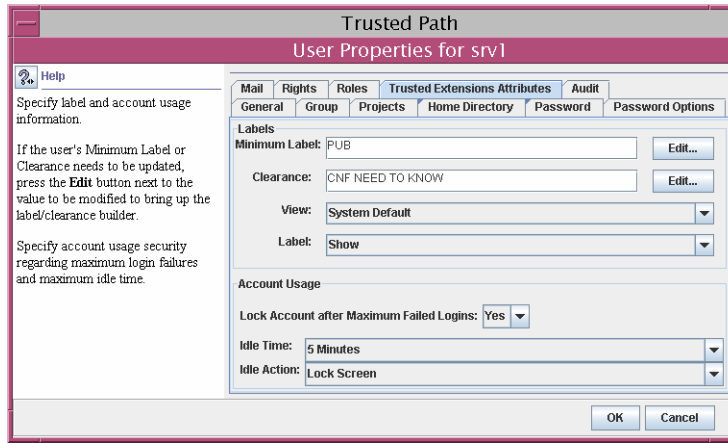 Trusted Path
User Properties for srv1
Help
Specify label and account usage
information.
If the user's Minimum Label or
Clearance needs to be updated,
press the Edit button next to the
value to be modified to bring up the
label/clearance builder.
Specify account usage security
regarding maximum login failures
and maximum idle time.
Mail Rights Roles Trusted Extensions Attributes Audit
General Group Projects Home Directory Password Password Options
Labels
Minimum Label: PUB Edit...
Clearance: CNF NEED TO KNOW Edit...
View: System Default
Label: Show
Account Usage
Lock Account after Maximum Failed Logins: Yes
Idle Time: 5 Minutes
Idle Action: Lock Screen
OK Cancel